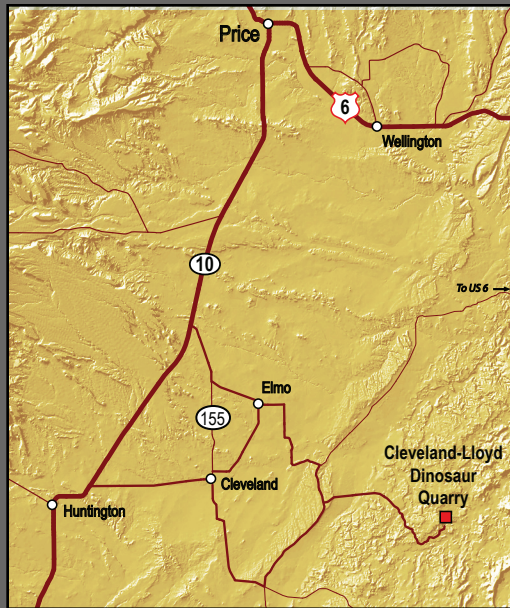 Price
6
Wellington
10
To US 6
Elmo
155
Cleveland-Lloyd
Dinosaur
Quarry
Cleveland
Huntington